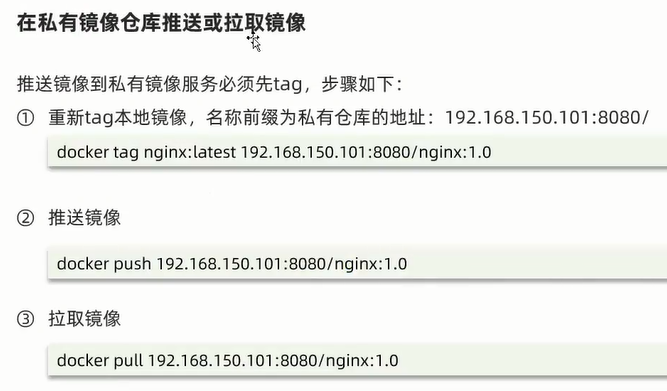 在私有镜像仓库推送或拉取镜像
推送镜像到私有镜像服务必须先tag，步骤如下：
① 重新tag本地镜像，名称前缀为私有仓库的地址：192.168.150.101:8080/
docker tag nginx:latest 192.168.150.101:8080/nginx:1.0
② 推送镜像
docker push 192.168.150.101:8080/nginx:1.0
③ 拉取镜像
docker pull 192.168.150.101:8080/nginx:1.0